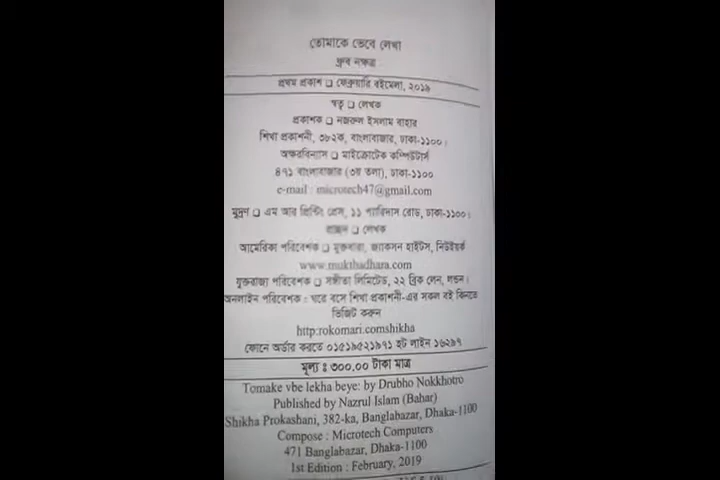 তোমাকে ভেবে লেখা
ধ্রুব নক্ষত্র
প্রথম প্রকাশ □ ফেব্রুয়ারি বইমেলা, ২০১৯
স্বত্ব □ লেখক
প্রকাশক □ নজরুল ইসলাম বাহার
শিখা প্রকাশনী, ৩৮২ক, বাংলাবাজার, ঢাকা-১১০০।
অক্ষরবিন্যাস □ মাইক্রোটেক কম্পিউটার্স
৪৭১ বাংলাবাজার (৩য় তলা), ঢাকা-১১০০
e-mail : microtech47@gmail.com
মুদ্রণ □ এম আর প্রিন্টিং প্রেস, ১১ প্যারিদাস রোড, ঢাকা-১১০০।
প্রচ্ছদ □ লেখক
আমেরিকা পরিবেশক □ মুক্তধারা, জ্যাকসন হাইটস, নিউইয়র্ক
www.mukthadhara.com
যুক্তরাজ্য পরিবেশক □ সঙ্গীতা লিমিটেড, ২২ ব্রিক লেন, লন্ডন।
অনলাইন পরিবেশক : ঘরে বসে শিখা প্রকাশনী-এর সকল বই কিনতে
ভিজিট করুন
http:rokomari.comshikha
ফোনে অর্ডার করতে ০১৫১৯৫২১৯৭১ হট লাইন ১৬২৯৭
মূল্য : ৩০০.০০ টাকা মাত্র
Tomake vbe lekha beye: by Drubho Nokkhotro
Published by Nazrul Islam (Bahar)
Shikha Prokashani, 382-ka, Banglabazar, Dhaka-1100
Compose : Microtech Computers
471 Banglabazar, Dhaka-1100
1st Edition : February, 2019